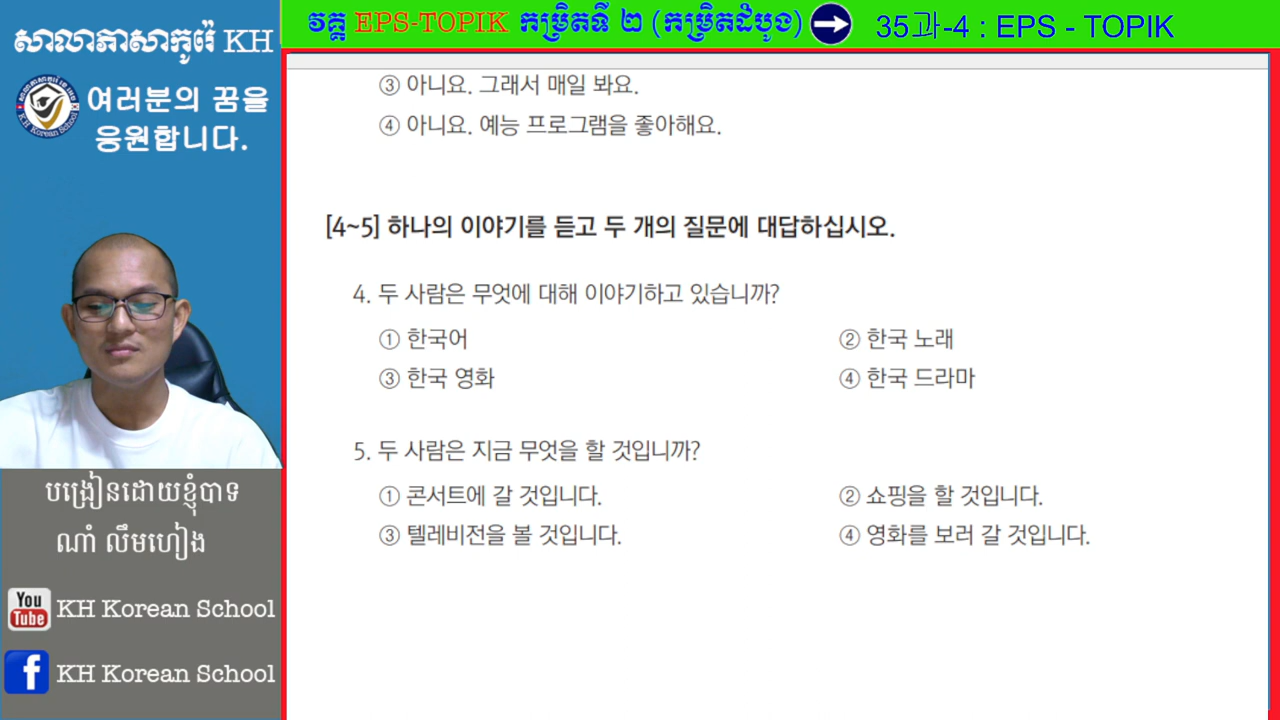 សាលាភាសាកូរ៉េ KH
여러분의 꿈을
응원합니다.
វគ្គ EPS-TOPIK កម្រិតទី ២ (កម្រិតដំបូង)
35과-4 : EPS - TOPIK
③ 아니요. 그래서 매일 봐요.
④ 아니요. 예능 프로그램을 좋아해요.
[4~5] 하나의 이야기를 듣고 두 개의 질문에 대답하십시오.
4. 두 사람은 무엇에 대해 이야기하고 있습니까?
① 한국어
② 한국 노래
③ 한국 영화
④ 한국 드라마
5. 두 사람은 지금 무엇을 할 것입니까?
① 콘서트에 갈 것입니다.
② 쇼핑을 할 것입니다.
③ 텔레비전을 볼 것입니다.
④ 영화를 보러 갈 것입니다.
បង្រៀនដោយខ្ញុំបាទ
ណាំ លឹមហៀង
You
Tube
KH Korean School
f
KH Korean School